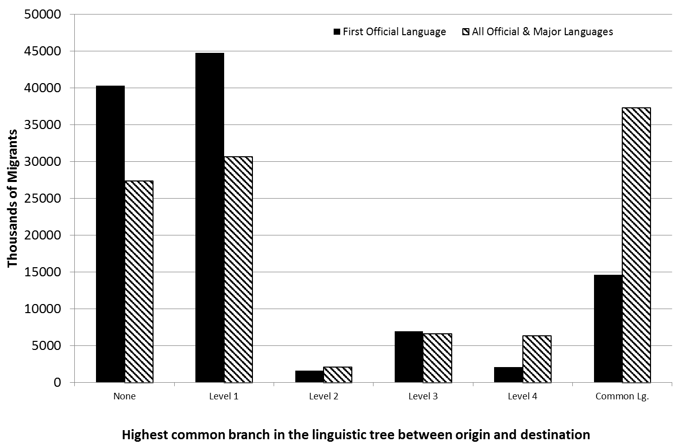 50000
First Official Language
All Official & Major Languages
45000
40000
35000
30000
25000
20000
15000
10000
5000
0
Thousands of Migrants
None
Level 1
Level 2
Level 3
Level 4
Common Lg.
Highest common branch in the linguistic tree between origin and destination